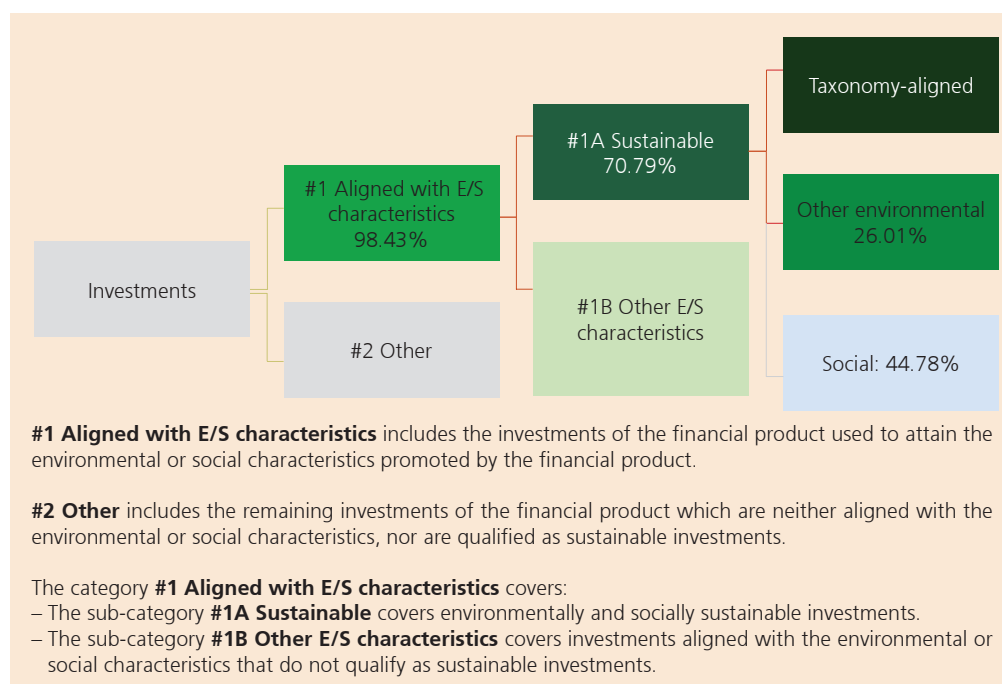 Taxonomy-aligned
#1A Sustainable
70.79%
#1 Aligned with E/S
characteristics
98.43%
Other environmental
26.01%
Investments
#1B Other E/S
characteristics
#2 Other
Social: 44.78%
#1 Aligned with E/S characteristics includes the investments of the financial product used to attain the
environmental or social characteristics promoted by the financial product.
#2 Other includes the remaining investments of the financial product which are neither aligned with the
environmental or social characteristics, nor are qualified as sustainable investments.
The category #1 Aligned with E/S characteristics covers:
– The sub-category #1A Sustainable covers environmentally and socially sustainable investments.
– The sub-category #1B Other E/S characteristics covers investments aligned with the environmental or
social characteristics that do not qualify as sustainable investments.